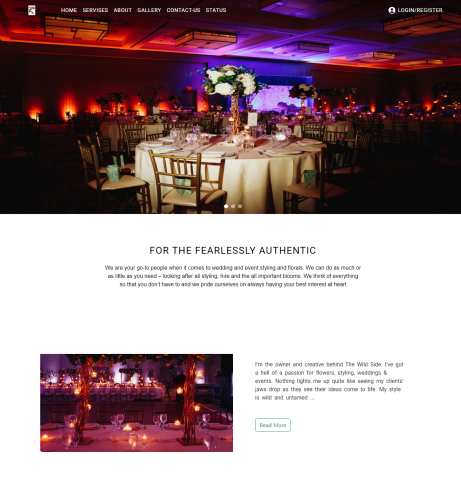 HOME SERVISES ABOUT GALLERY CONTACT-US STATUS LOGIN/REGISTER
FOR THE FEARLESSLY AUTHENTIC
We are your go-to people when it comes to wedding and event styling and florals. We can do as much or
as little as you need – looking after all styling, hire and the all important blooms. We think of everything
so that you don't have to and we pride ourselves on always having your best interest at heart
I'm the owner and creative behind The Wild Side. I've got
a hell of a passion for flowers, styling, weddings &
events. Nothing lights me up quite like seeing my clients'
jaws drop as they see their ideas come to life. My style
is wild and untamed ...
Read More